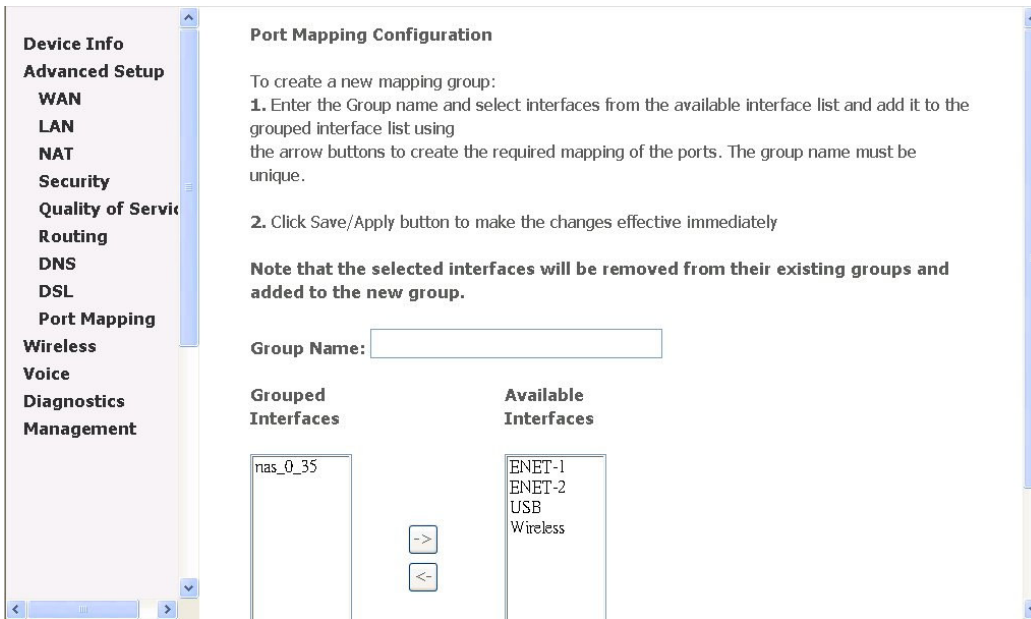 Device Info
Advanced Setup
WAN
LAN
NAT
Security
Quality of Servic
Routing
DNS
DSL
Port Mapping
Wireless
Voice
Diagnostics
Management
Port Mapping Configuration
To create a new mapping group:
1. Enter the Group name and select interfaces from the available interface list and add it to the
grouped interface list using
the arrow buttons to create the required mapping of the ports. The group name must be
unique.
2. Click Save/Apply button to make the changes effective immediately
Note that the selected interfaces will be removed from their existing groups and
added to the new group.
Group Name:
Grouped
Interfaces
Available
Interfaces
nas_0_35
ENET-1
ENET-2
USB
Wireless
->
<-